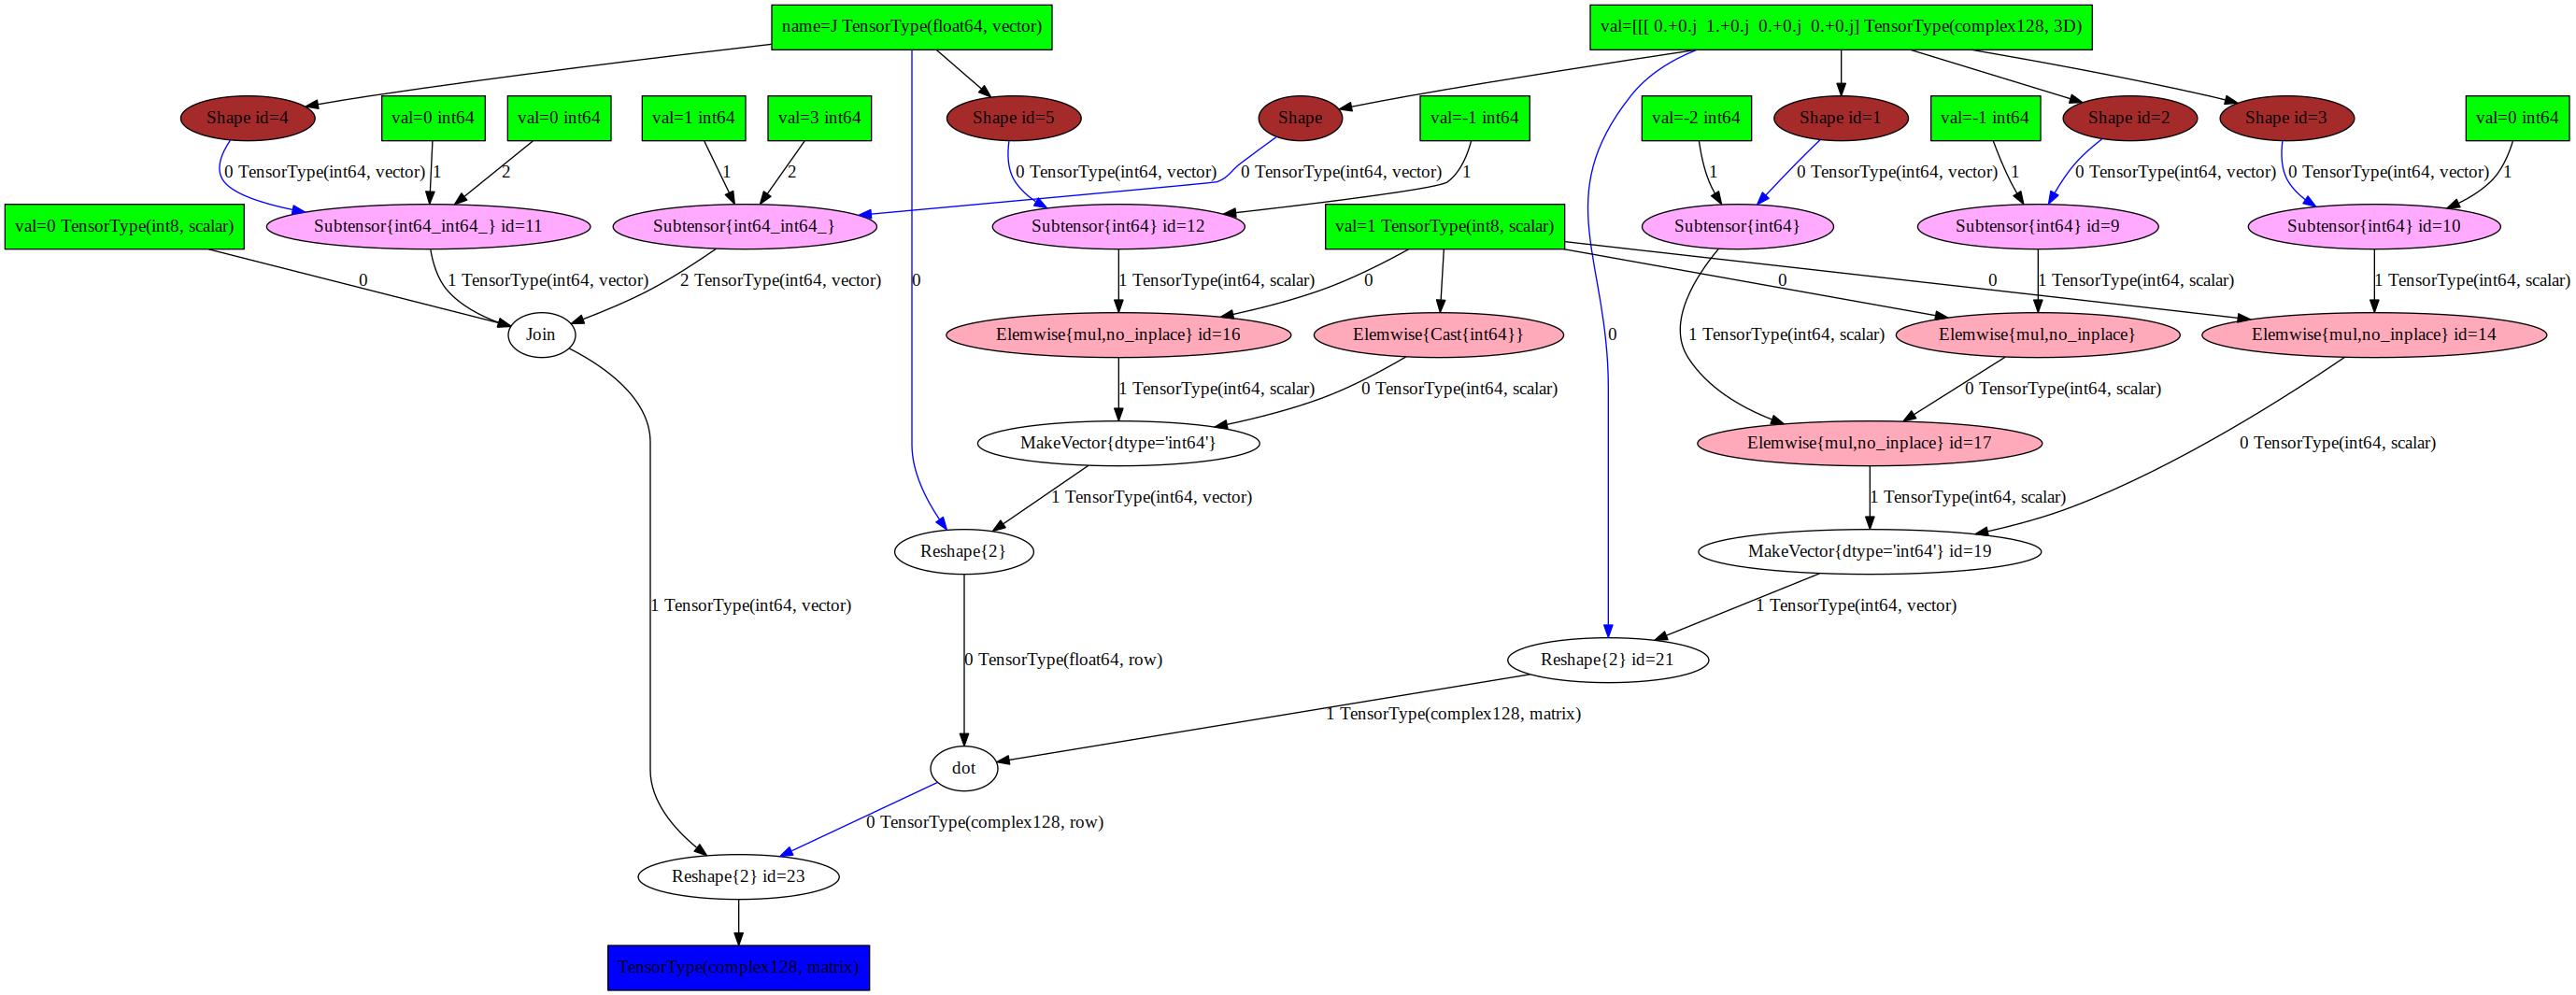 name=J TensorType(float64, vector)
val=[[[ 0.+0.j  1.+0.j  0.+0.j  0.+0.j] TensorType(complex128, 3D)
Shape id=4
val=0 int64
val=0 int64
val=1 int64
val=3 int64
Shape id=5
Shape
val=-1 int64
val=-2 int64
Shape id=1
val=-1 int64
Shape id=2
Shape id=3
val=0 int64
0 TensorType(int64, vector)
1
2
1
2
0 TensorType(int64, vector)
0 TensorType(int64, vector)
1
1
0 TensorType(int64, vector)
1
0 TensorType(int64, vector)
0 TensorType(int64, vector)
1
val=0 TensorType(int8, scalar)
Subtensor{int64_int64_} id=11
Subtensor{int64_int64_}
Subtensor{int64} id=12
val=1 TensorType(int8, scalar)
Subtensor{int64}
Subtensor{int64} id=9
Subtensor{int64} id=10
0
1 TensorType(int64, vector)
2 TensorType(int64, vector)
0
1 TensorType(int64, scalar)
0
0
0
1 TensorType(int64, scalar)
1 TensorType(int64, scalar)
Join
Elemwise{mul,no_inplace} id=16
Elemwise{Cast{int64}}
0
1 TensorType(int64, scalar)
Elemwise{mul,no_inplace}
Elemwise{mul,no_inplace} id=14
1 TensorType(int64, scalar)
0 TensorType(int64, scalar)
0 TensorType(int64, scalar)
MakeVector{dtype='int64'}
Elemwise{mul,no_inplace} id=17
0 TensorType(int64, scalar)
1 TensorType(int64, vector)
1 TensorType(int64, scalar)
Reshape{2}
MakeVector{dtype='int64'} id=19
1 TensorType(int64, vector)
1 TensorType(int64, vector)
0 TensorType(float64, row)
Reshape{2} id=21
1 TensorType(complex128, matrix)
dot
0 TensorType(complex128, row)
Reshape{2} id=23
TensorType(complex128, matrix)